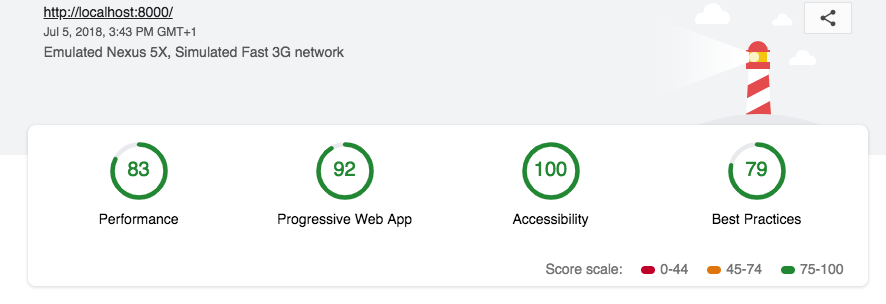 http://localhost:8000/
Jul 5, 2018, 3:43 PM GMT+1
Emulated Nexus 5X, Simulated Fast 3G network
83 92 100 79
Performance Progressive Web App Accessibility Best Practices
Score scale: 0-44 45-74 75-100